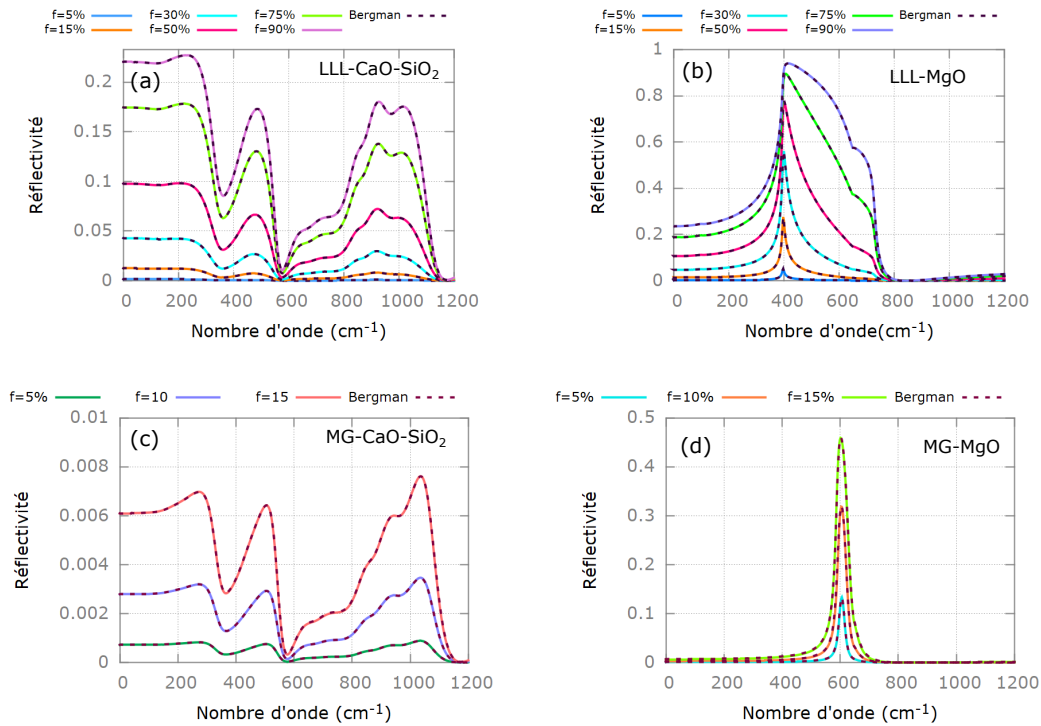 f=5% f=30% f=75% Bergman
f=15% f=50% f=90%
(a) LLL-CaO-SiO₂
Réflectivité
0.2
0.15
0.1
0.05
0
0 200 400 600 800 1000 1200
Nombre d'onde (cm⁻¹)
f=5% f=30% f=75% Bergman
f=15% f=50% f=90%
(b) LLL-MgO
Réflectivité
1
0.8
0.6
0.4
0.2
0
0 200 400 600 800 1000 1200
Nombre d'onde(cm⁻¹)
f=5% f=10 f=15 Bergman
(c) MG-CaO-SiO₂
Réflectivité
0.01
0.008
0.006
0.004
0.002
0
0 200 400 600 800 1000 1200
Nombre d'onde (cm⁻¹)
f=5% f=10% f=15% Bergman
(d) MG-MgO
Réflectivité
0.5
0.4
0.3
0.2
0.1
0
0 200 400 600 800 1000 1200
Nombre d'onde (cm⁻¹)